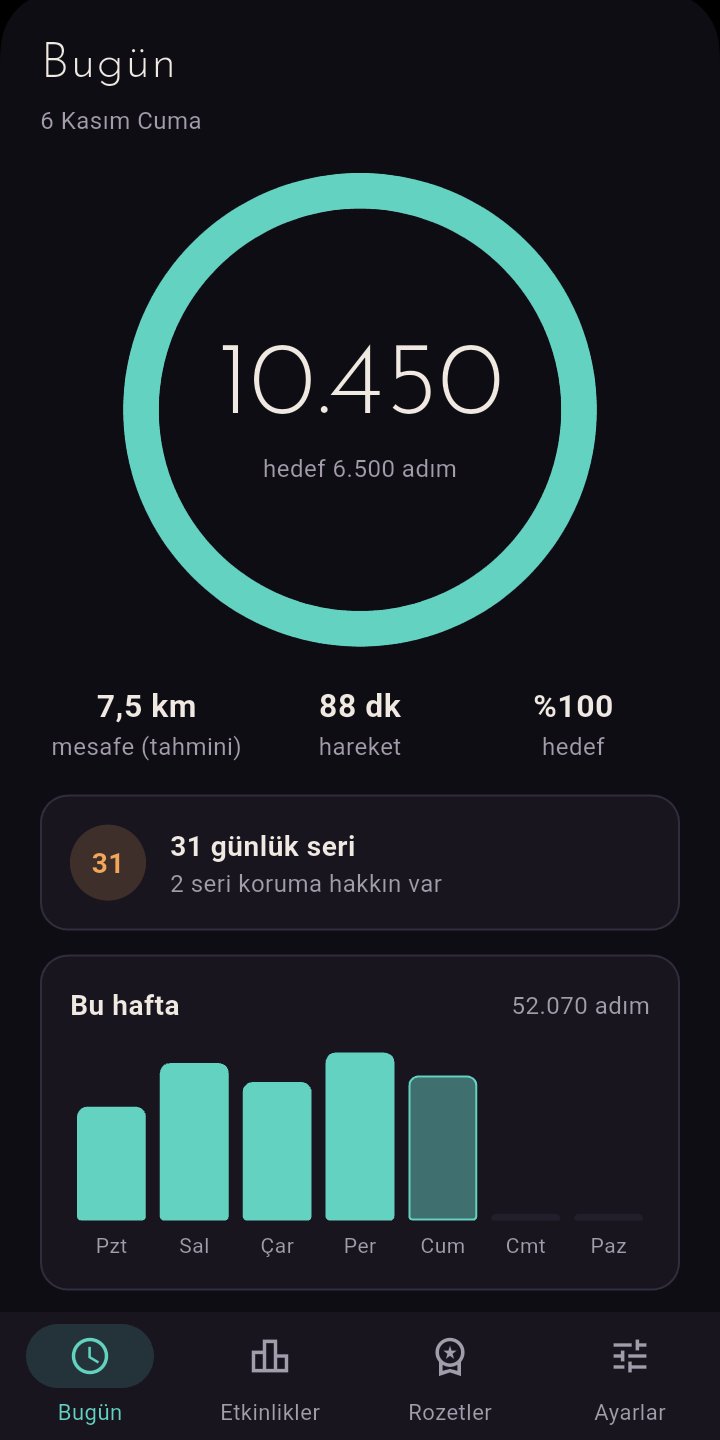 Bugün
6 Kasım Cuma
10.450
hedef 6.500 adım
7,5 km
mesafe (tahmini)
88 dk
hareket
%100
hedef
31
31 günlük seri
2 seri koruma hakkın var
Bu hafta
52.070 adım
Pzt Sal Çar Per Cum Cmt Paz
Bugün Etkinlikler Rozetler Ayarlar